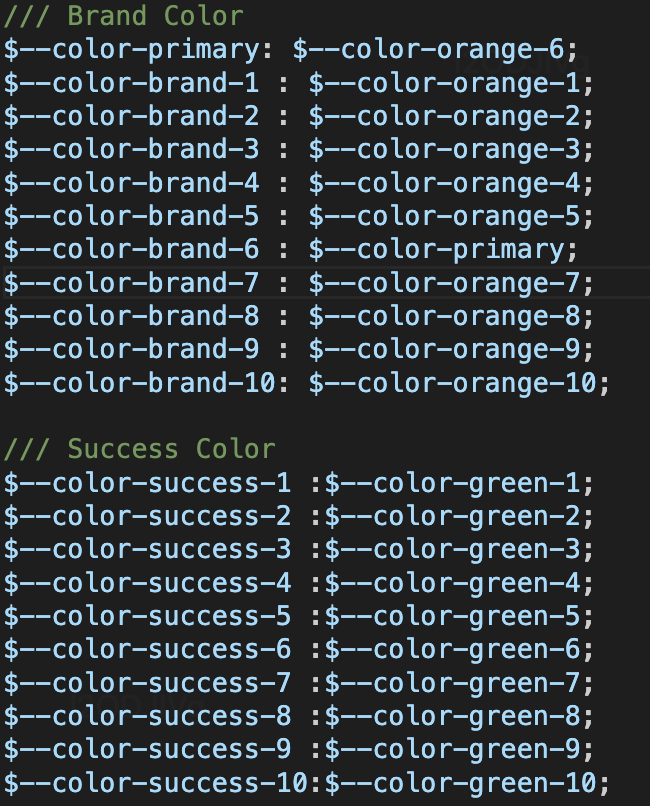 /// Brand Color
$--color-primary: $--color-orange-6;
$--color-brand-1 : $--color-orange-1;
$--color-brand-2 : $--color-orange-2;
$--color-brand-3 : $--color-orange-3;
$--color-brand-4 : $--color-orange-4;
$--color-brand-5 : $--color-orange-5;
$--color-brand-6 : $--color-primary;
$--color-brand-7 : $--color-orange-7;
$--color-brand-8 : $--color-orange-8;
$--color-brand-9 : $--color-orange-9;
$--color-brand-10: $--color-orange-10;

/// Success Color
$--color-success-1 :$--color-green-1;
$--color-success-2 :$--color-green-2;
$--color-success-3 :$--color-green-3;
$--color-success-4 :$--color-green-4;
$--color-success-5 :$--color-green-5;
$--color-success-6 :$--color-green-6;
$--color-success-7 :$--color-green-7;
$--color-success-8 :$--color-green-8;
$--color-success-9 :$--color-green-9;
$--color-success-10:$--color-green-10;